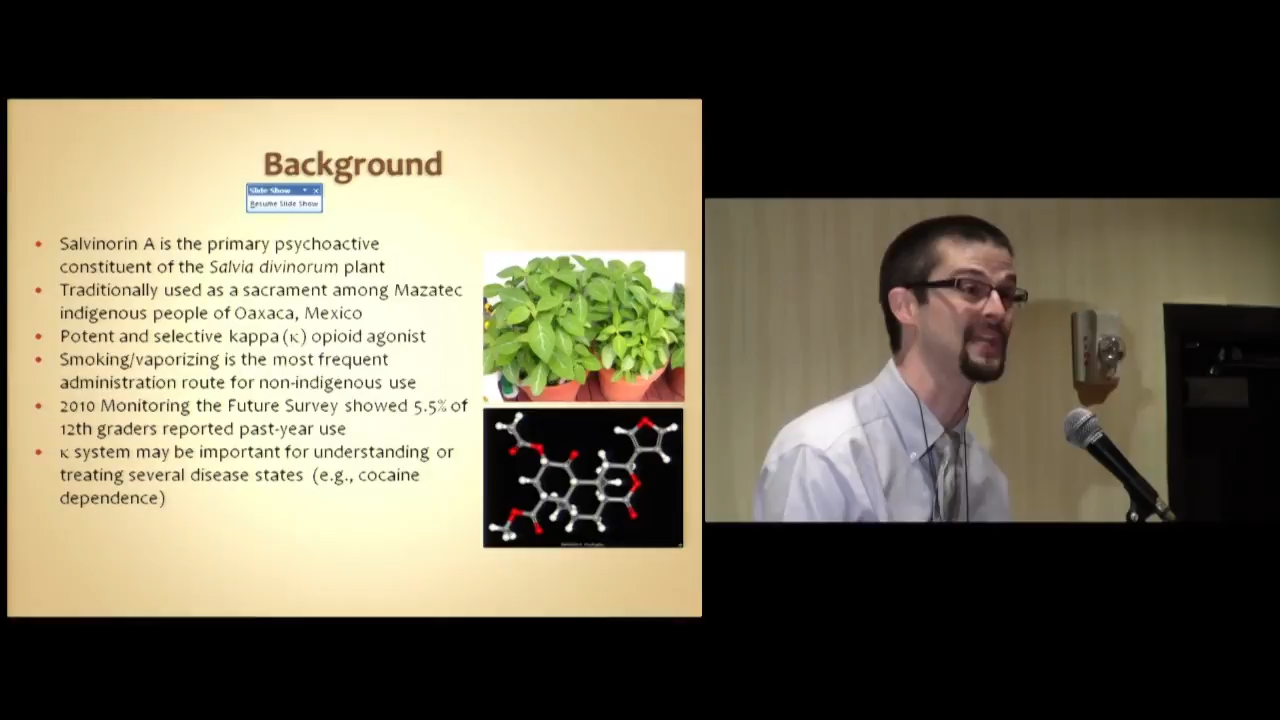 Background
Slide Show
Resume Slide Show
• Salvinorin A is the primary psychoactive
constituent of the Salvia divinorum plant
• Traditionally used as a sacrament among Mazatec
indigenous people of Oaxaca, Mexico
• Potent and selective kappa (κ) opioid agonist
• Smoking/vaporizing is the most frequent
administration route for non-indigenous use
• 2010 Monitoring the Future Survey showed 5.5% of
12th graders reported past-year use
• κ system may be important for understanding or
treating several disease states (e.g., cocaine
dependence)